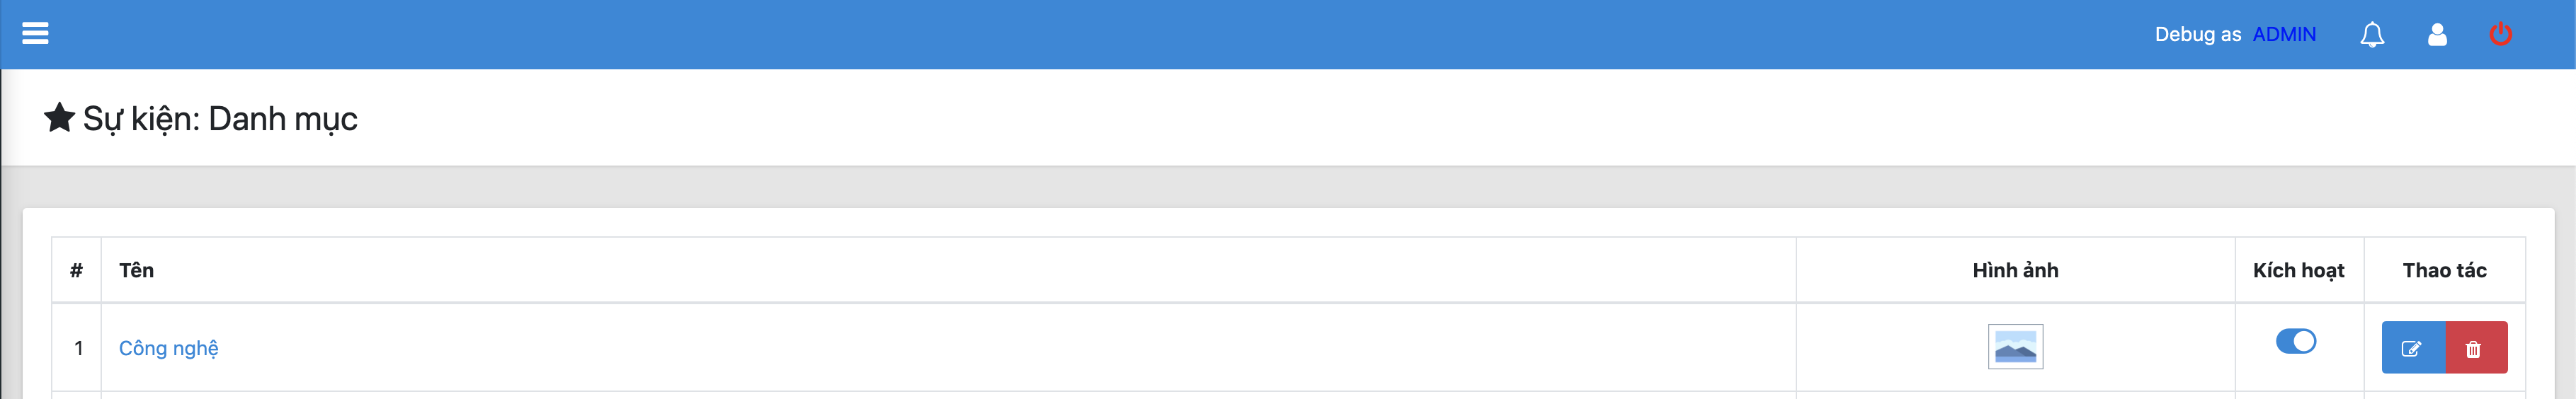 Debug as ADMIN
Sự kiện: Danh mục
# Tên Hình ảnh Kích hoạt Thao tác
1 Công nghệ